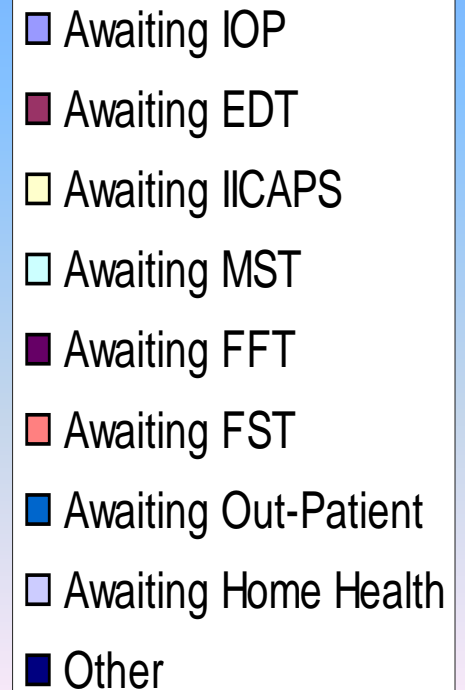 Awaiting IOP
Awaiting EDT
Awaiting IICAPS
Awaiting MST
Awaiting FFT
Awaiting FST
Awaiting Out-Patient
Awaiting Home Health
Other